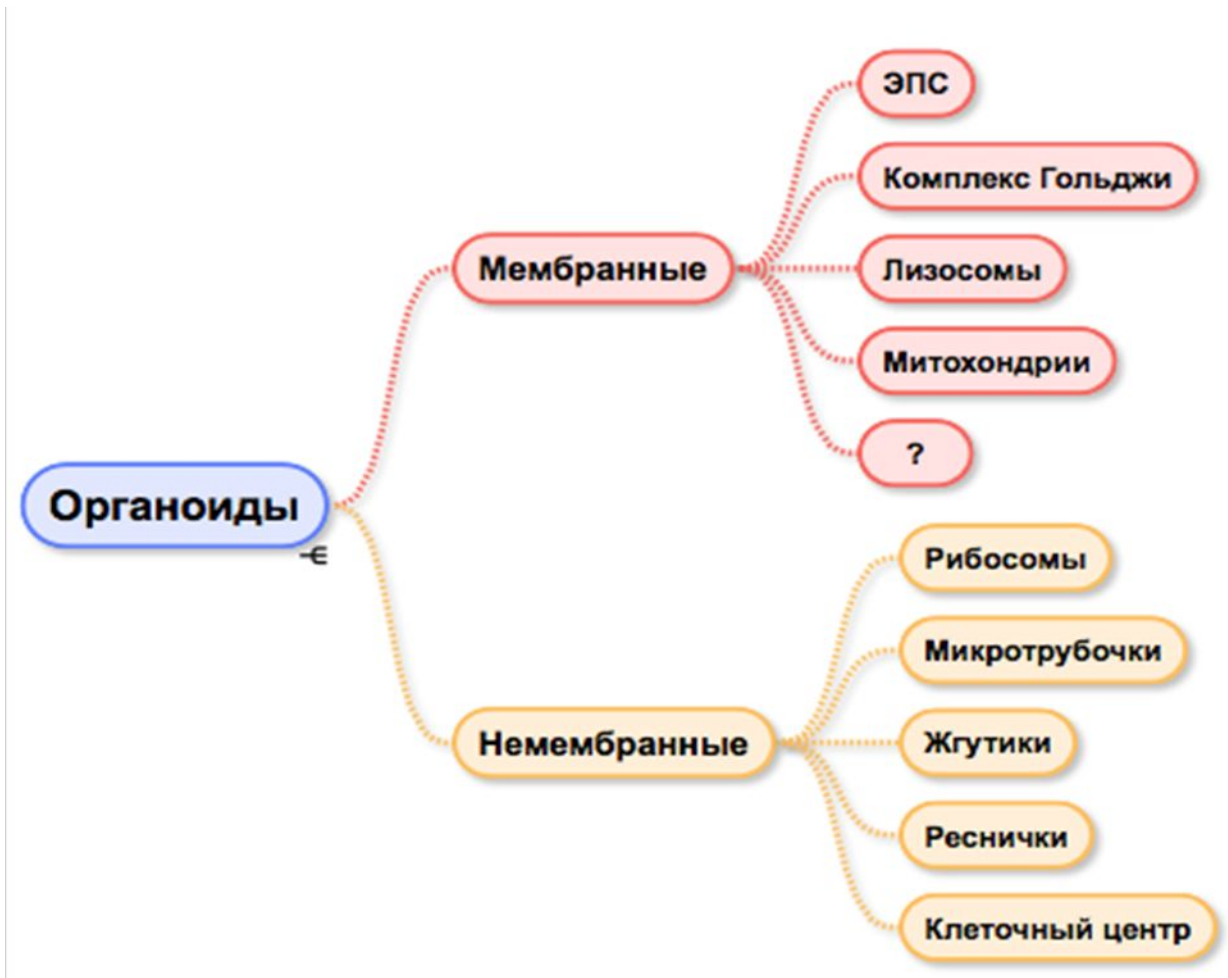 ЭПС
Комплекс Гольджи
Мембранные
Лизосомы
Митохондрии
?
Органоиды
Рибосомы
Микротрубочки
Немембранные
Жгутики
Реснички
Клеточный центр